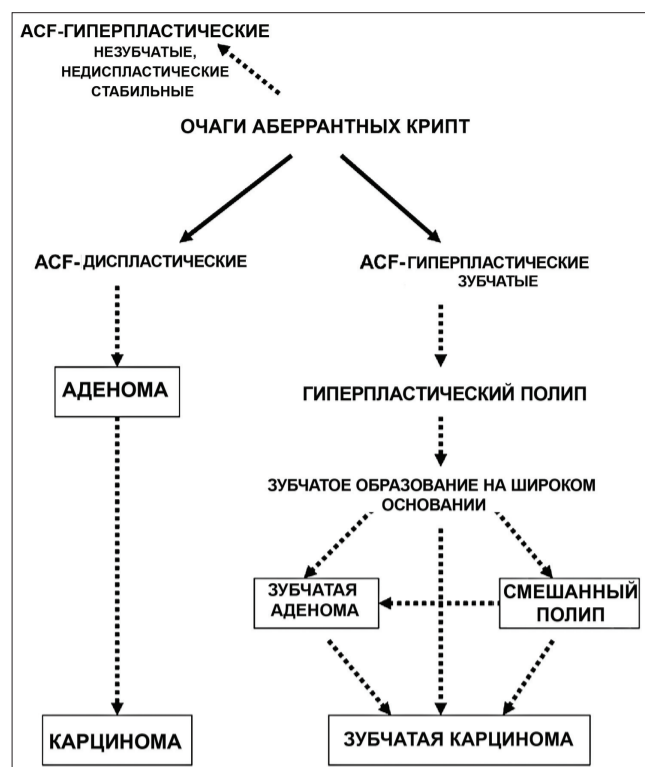 ACF-ГИПЕРПЛАСТИЧЕСКИЕ
НЕЗУБЧАТЫЕ,
НЕДИСПЛАСТИЧЕСКИЕ
СТАБИЛЬНЫЕ
ОЧАГИ АБЕРРАНТНЫХ КРИПТ
ACF-ДИСПЛАСТИЧЕСКИЕ
ACF-ГИПЕРПЛАСТИЧЕСКИЕ
ЗУБЧАТЫЕ
АДЕНОМА
ГИПЕРПЛАСТИЧЕСКИЙ ПОЛИП
ЗУБЧАТОЕ ОБРАЗОВАНИЕ НА ШИРОКОМ
ОСНОВАНИИ
ЗУБЧАТАЯ
АДЕНОМА
СМЕШАННЫЙ
ПОЛИП
КАРЦИНОМА
ЗУБЧАТАЯ КАРЦИНОМА